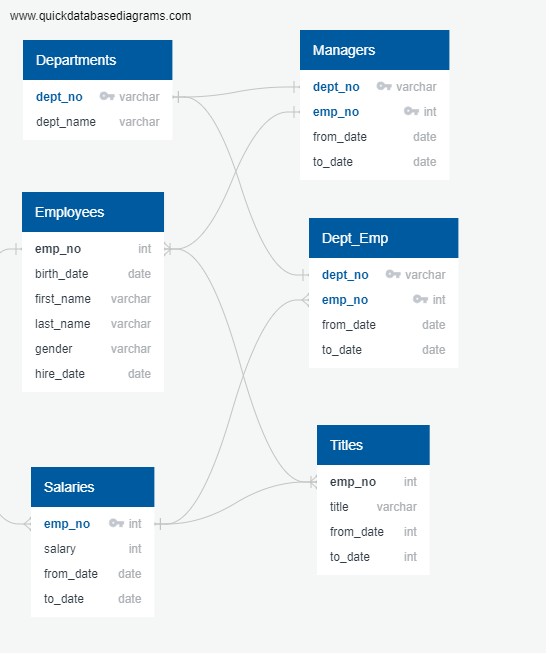 www.quickdatabasediagrams.com
Departments
dept_no varchar
dept_name varchar
Managers
dept_no varchar
emp_no int
from_date date
to_date date
Employees
emp_no int
birth_date date
first_name varchar
last_name varchar
gender varchar
hire_date date
Dept_Emp
dept_no varchar
emp_no int
from_date date
to_date date
Salaries
emp_no int
salary int
from_date date
to_date date
Titles
emp_no int
title varchar
from_date int
to_date int